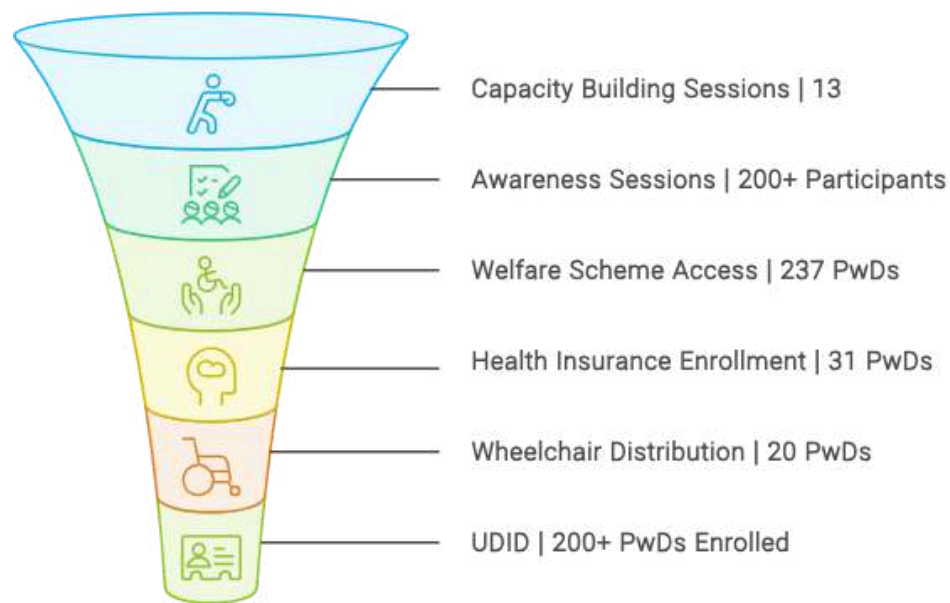 Capacity Building Sessions | 13
Awareness Sessions | 200+ Participants
Welfare Scheme Access | 237 PwDs
Health Insurance Enrollment | 31 PwDs
Wheelchair Distribution | 20 PwDs
UDID | 200+ PwDs Enrolled